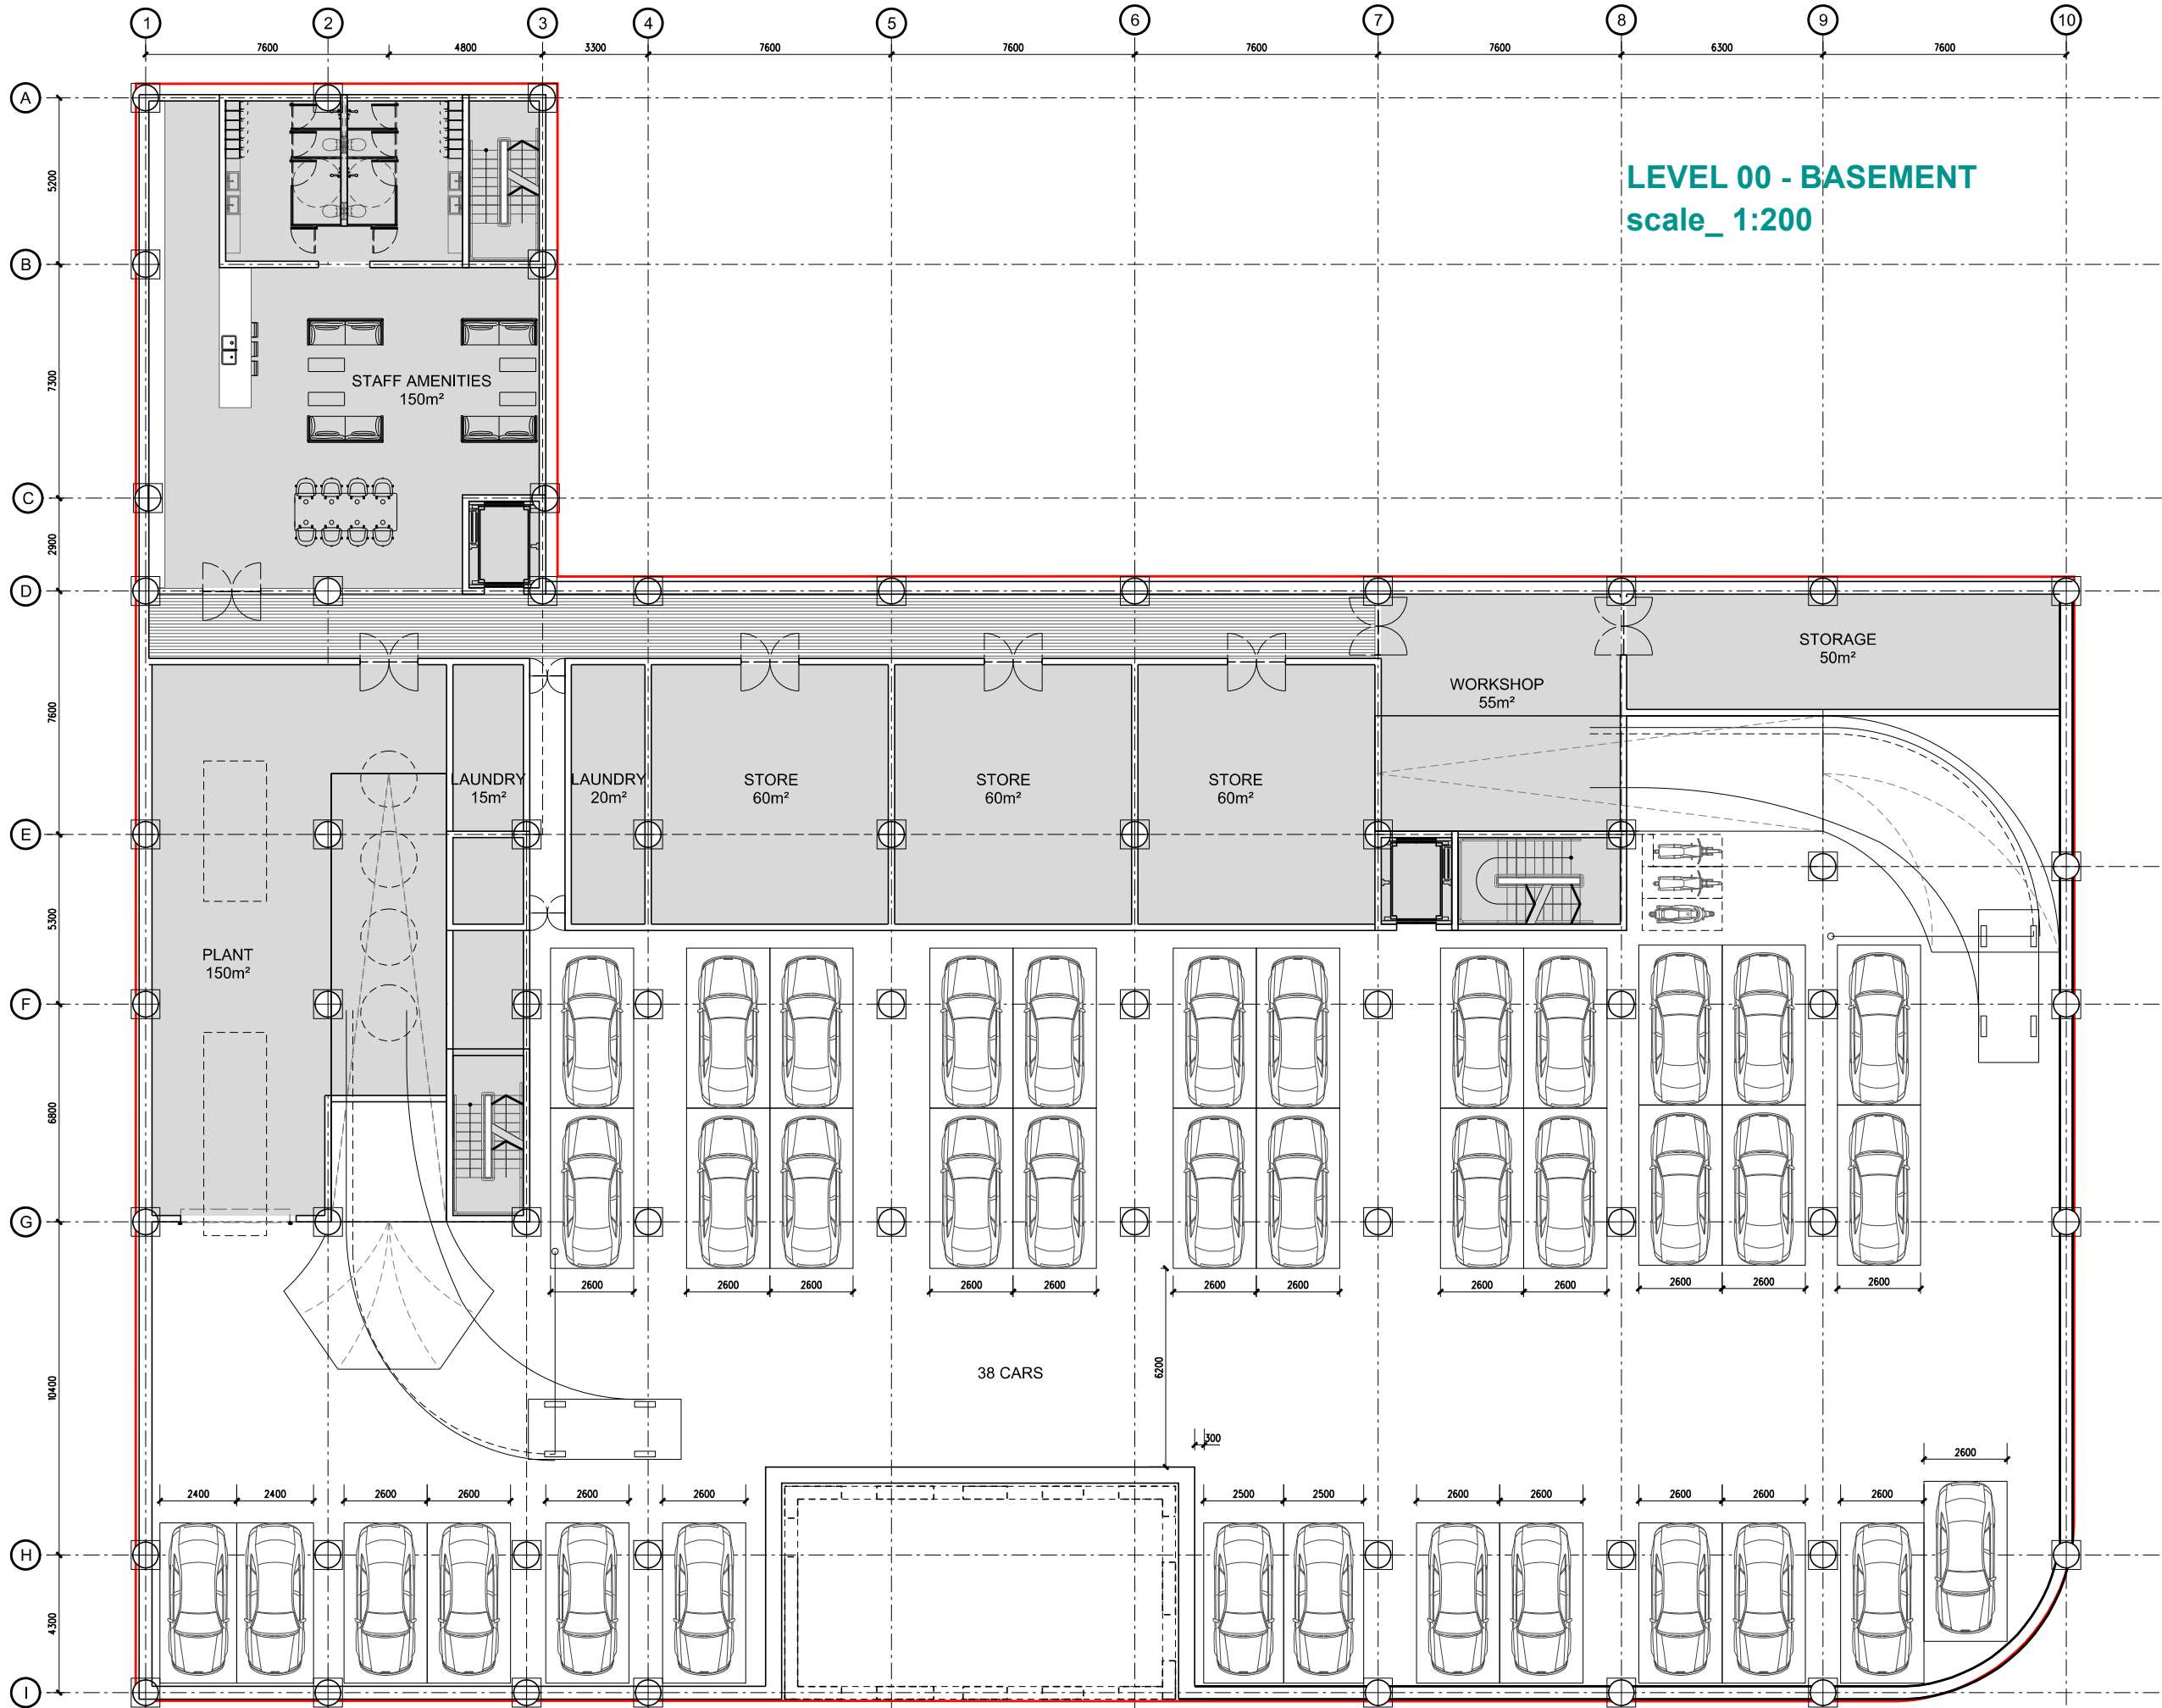 1 2 3 4 5 6 7 8 9 10
7600 4800 3300 7600 7600 7600 7600 6300 7600
A
5200
LEVEL 00 - BASEMENT
scale_ 1:200
B
7300
STAFF AMENITIES
150m²
C
2900
D
7600
STORAGE
50m²
WORKSHOP
55m²
LAUNDRY
15m²
LAUNDRY
20m²
STORE
60m²
STORE
60m²
STORE
60m²
E
5300
PLANT
150m²
F
6800
G
2600 2600 2600 2600 2600 2600 2600 2600 2600 2600 2600 2600
10400
38 CARS
6200
300
2600
2400 2400 2600 2600 2600 2600 2500 2500 2600 2600 2600 2600 2600
H
4300
I